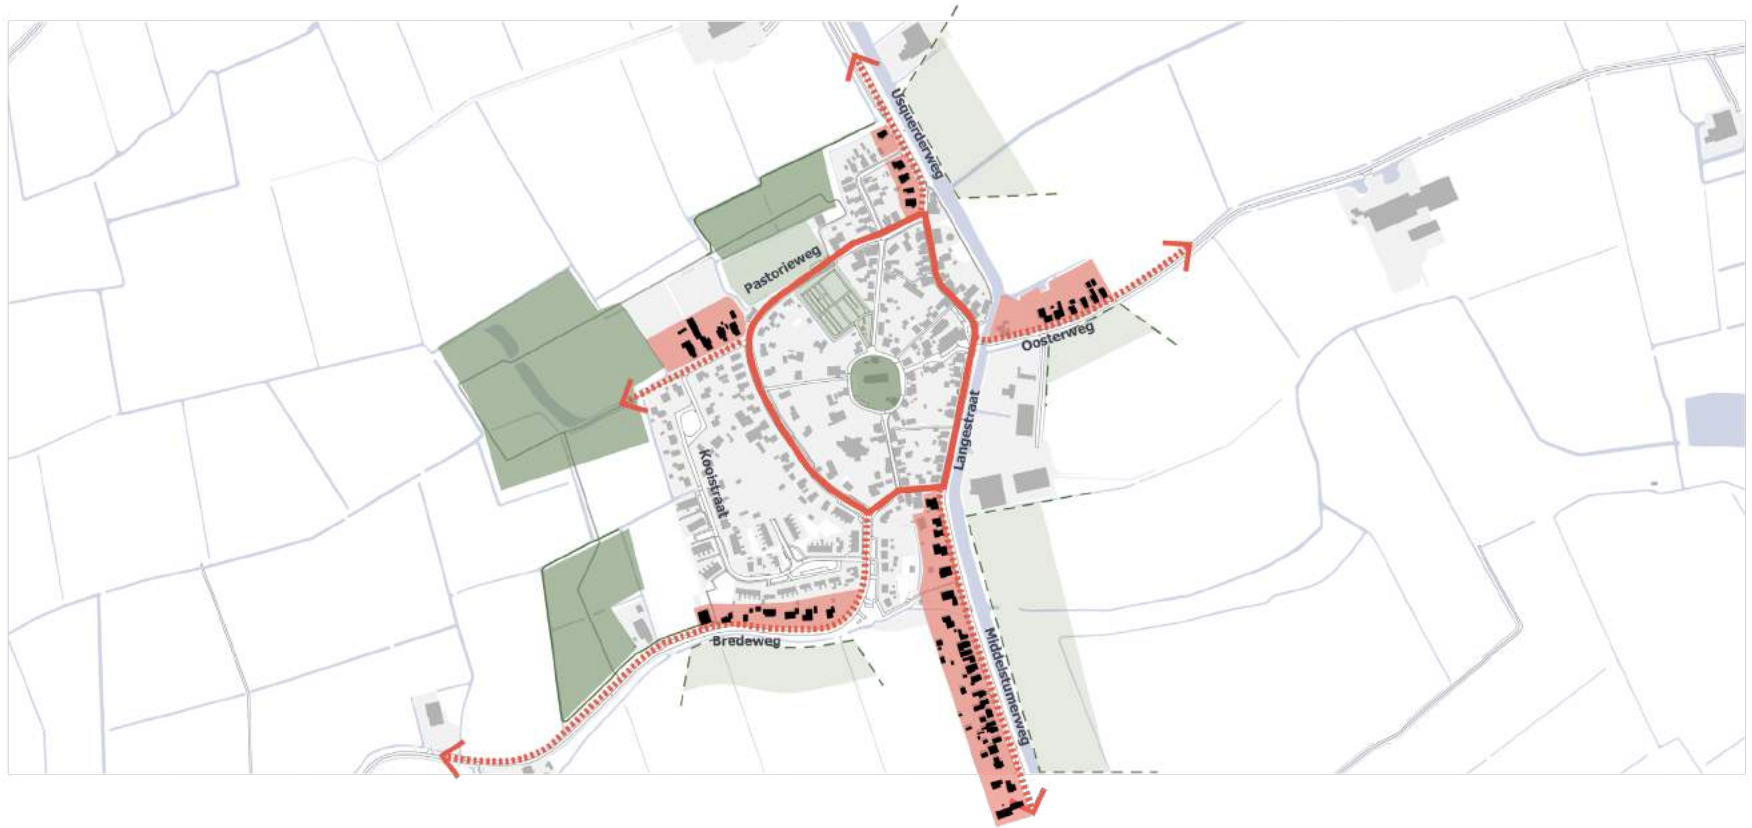 Usquerderweg
Pastorieweg
Oosterweg
Langestraat
Kooistraat
Bredeweg
Middelstumerweg